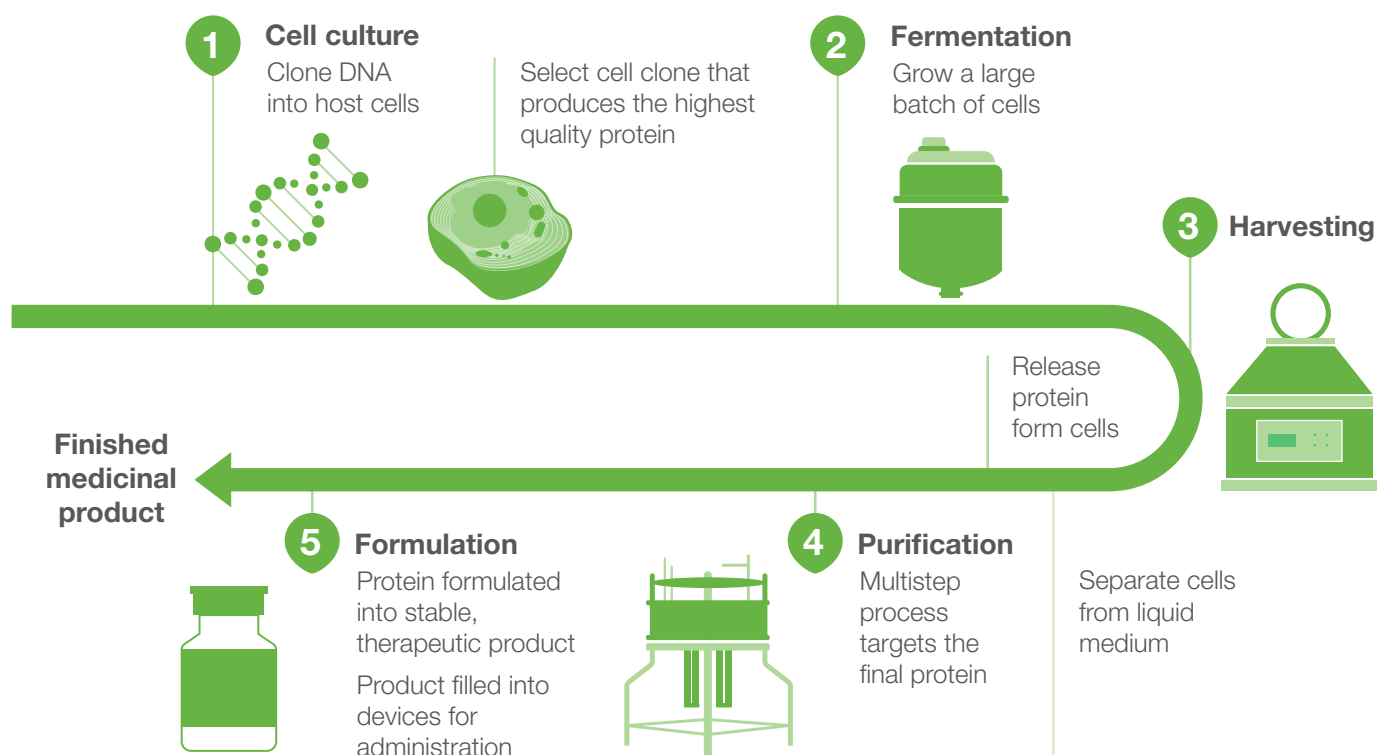 1
Cell culture
Clone DNA
into host cells
Select cell clone that
produces the highest
quality protein
2
Fermentation
Grow a large
batch of cells
3
Harvesting
Separate cells
from liquid
medium
Release
protein
form cells
4
Purification
Multistep
process
targets the
final protein
5
Formulation
Protein formulated
into stable,
therapeutic product
Product filled into
devices for
administration
Finished
medicinal
product